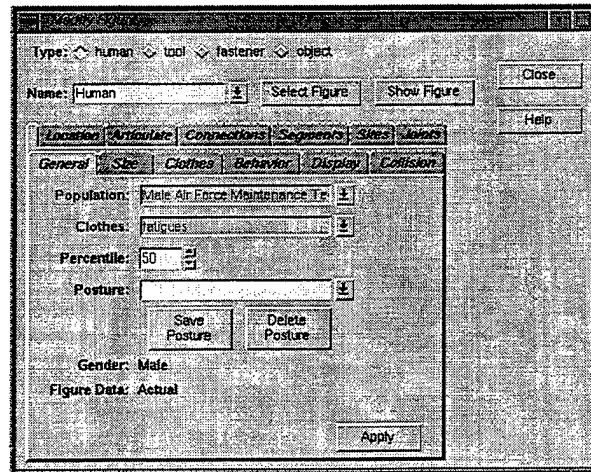 Type: human tool fastener object
Name: Human Select Figure Show Figure
Close
Help
Location Articulate Connections Segments Sites Joints
General Size Clothes Behavior Display Collision
Population: Male Air Force Maintenance Te
Clothes: fatigues
Percentile: 50
Posture:
Save Posture
Delete Posture
Gender: Male
Figure Data: Actual
Apply